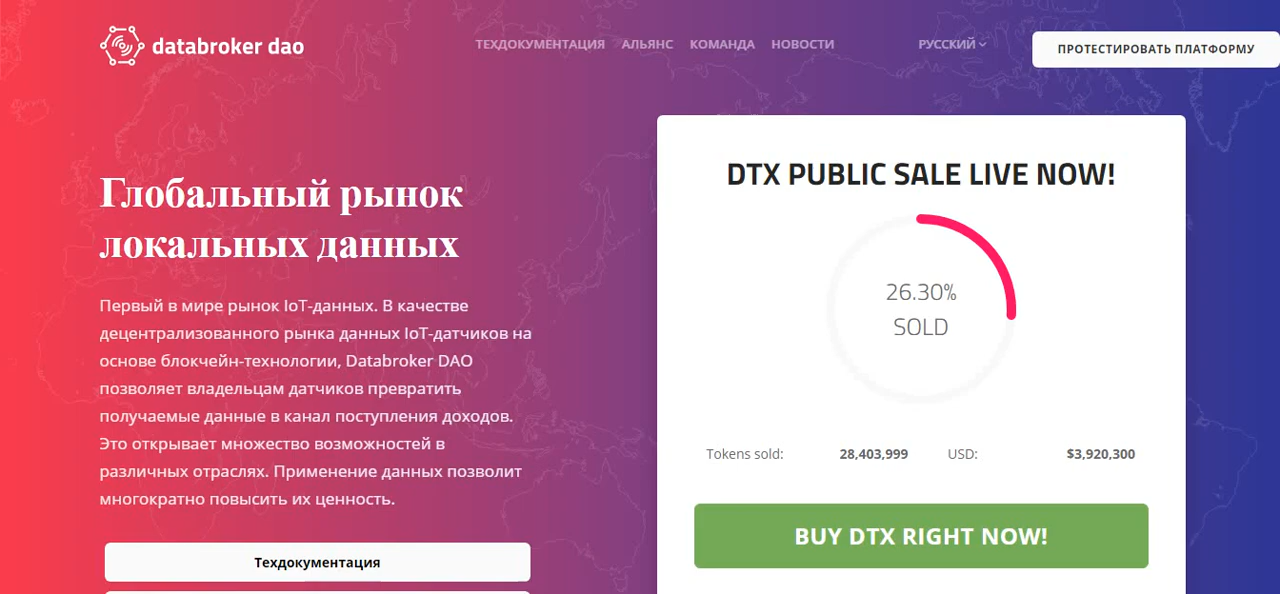 databroker dao
ТЕХДОКУМЕНТАЦИЯ АЛЬЯНС КОМАНДА НОВОСТИ РУССКИЙ ПРОТЕСТИРОВАТЬ ПЛАТФОРМУ
Глобальный рынок
локальных данных
Первый в мире рынок IoT-данных. В качестве
децентрализованного рынка данных IoT-датчиков на
основе блокчейн-технологии, Databroker DAO
позволяет владельцам датчиков превратить
получаемые данные в канал поступления доходов.
Это открывает множество возможностей в
различных отраслях. Применение данных позволит
многократно повысить их ценность.
Техдокументация
DTX PUBLIC SALE LIVE NOW!
26.30%
SOLD
Tokens sold: 28,403,999 USD: $3,920,300
BUY DTX RIGHT NOW!